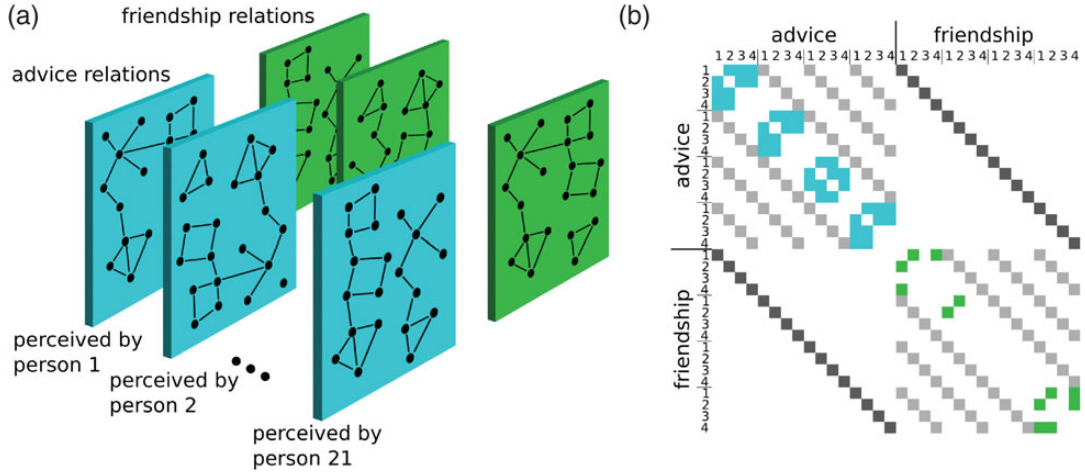 (a)
friendship relations
advice relations
perceived by
person 1
perceived by
person 2
perceived by
person 21
(b)
advice
friendship
1 2 3 4 1 2 3 4 1 2 3 4 1 2 3 4 1 2 3 4 1 2 3 4 1 2 3 4 1 2 3 4
advice
1
2
3
4
1
2
3
4
1
2
3
4
1
2
3
4
friendship
1
2
3
4
1
2
3
4
1
2
3
4
1
2
3
4